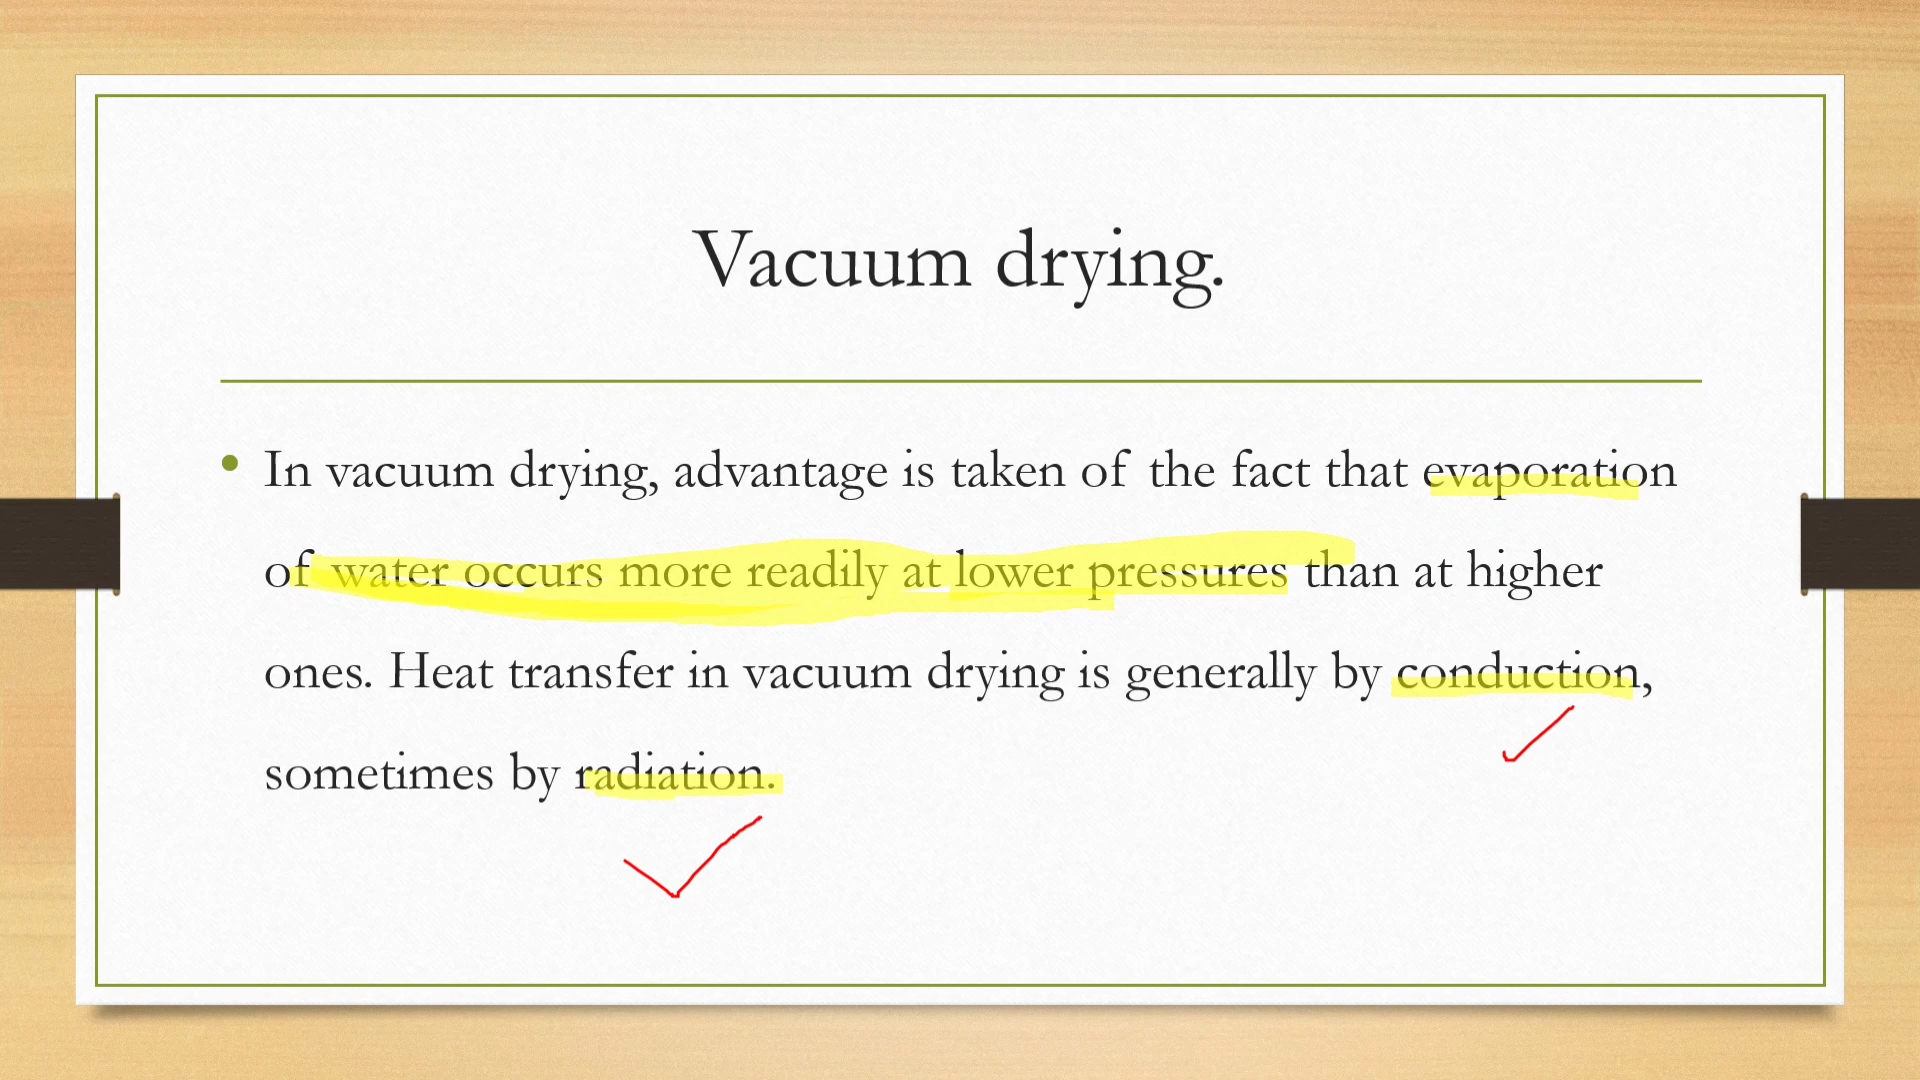 Vacuum drying.
• In vacuum drying, advantage is taken of the fact that evaporation
of water occurs more readily at lower pressures than at higher
ones. Heat transfer in vacuum drying is generally by conduction,
sometimes by radiation.